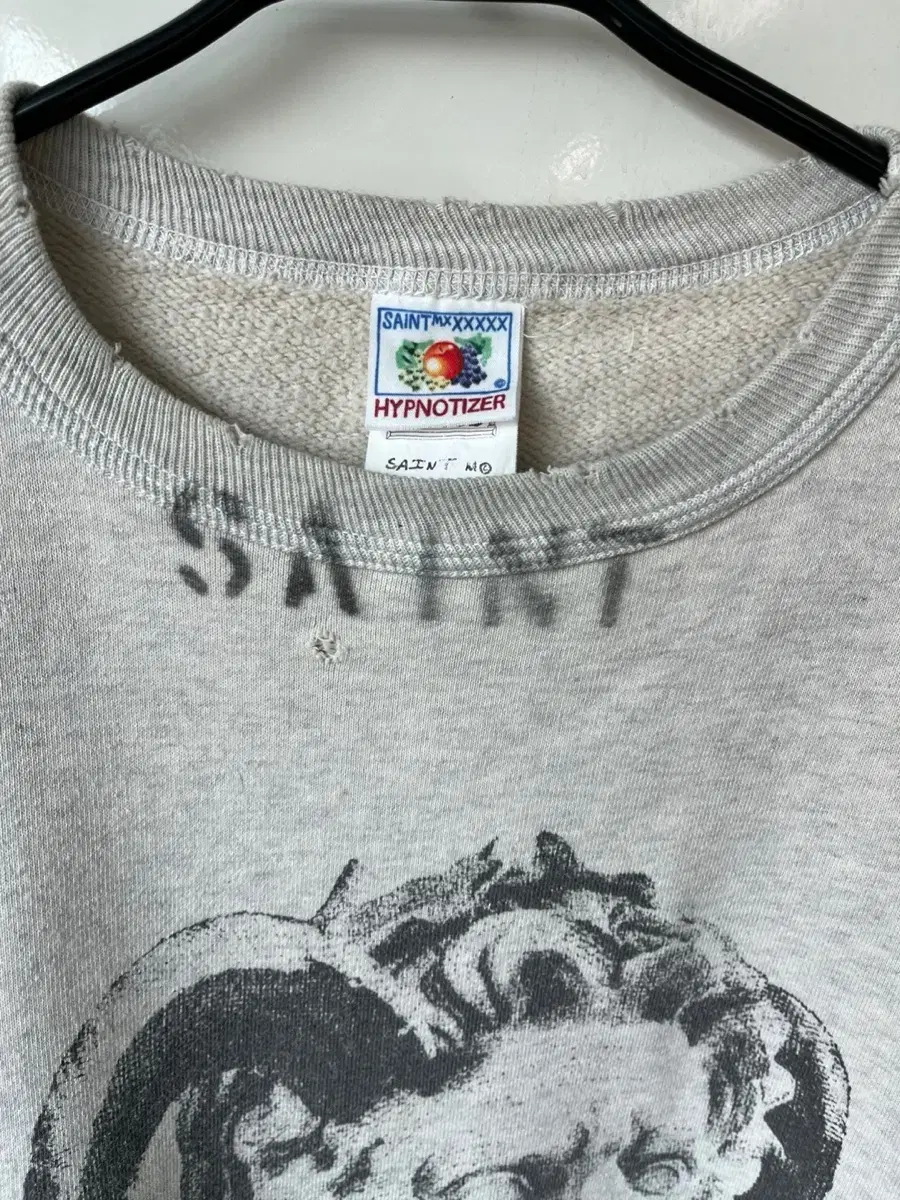 SAINT MXXXXXX
©
HYPNOTIZER
SAINT M©
SAINT